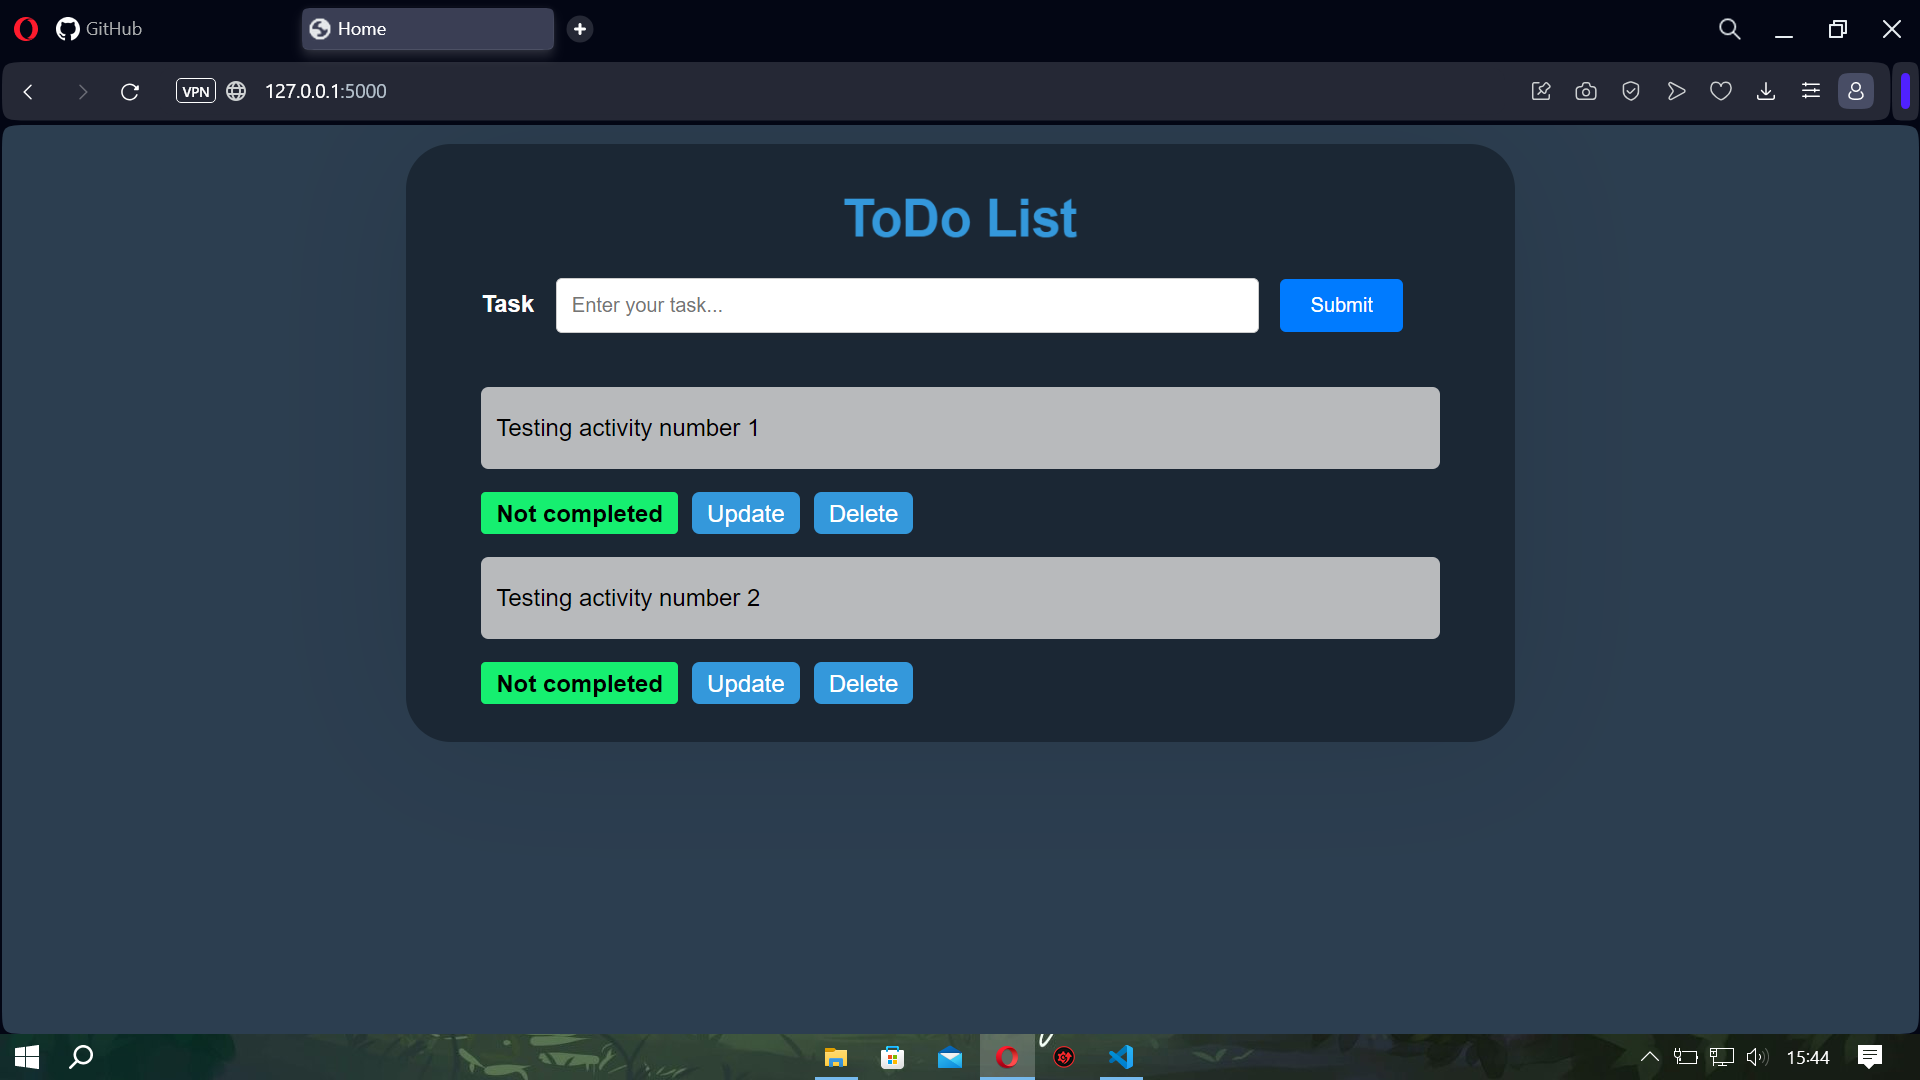 GitHub
Home
VPN
127.0.0.1:5000
ToDo List
Task
Enter your task...
Submit
Testing activity number 1
Not completed
Update
Delete
Testing activity number 2
Not completed
Update
Delete
15:44